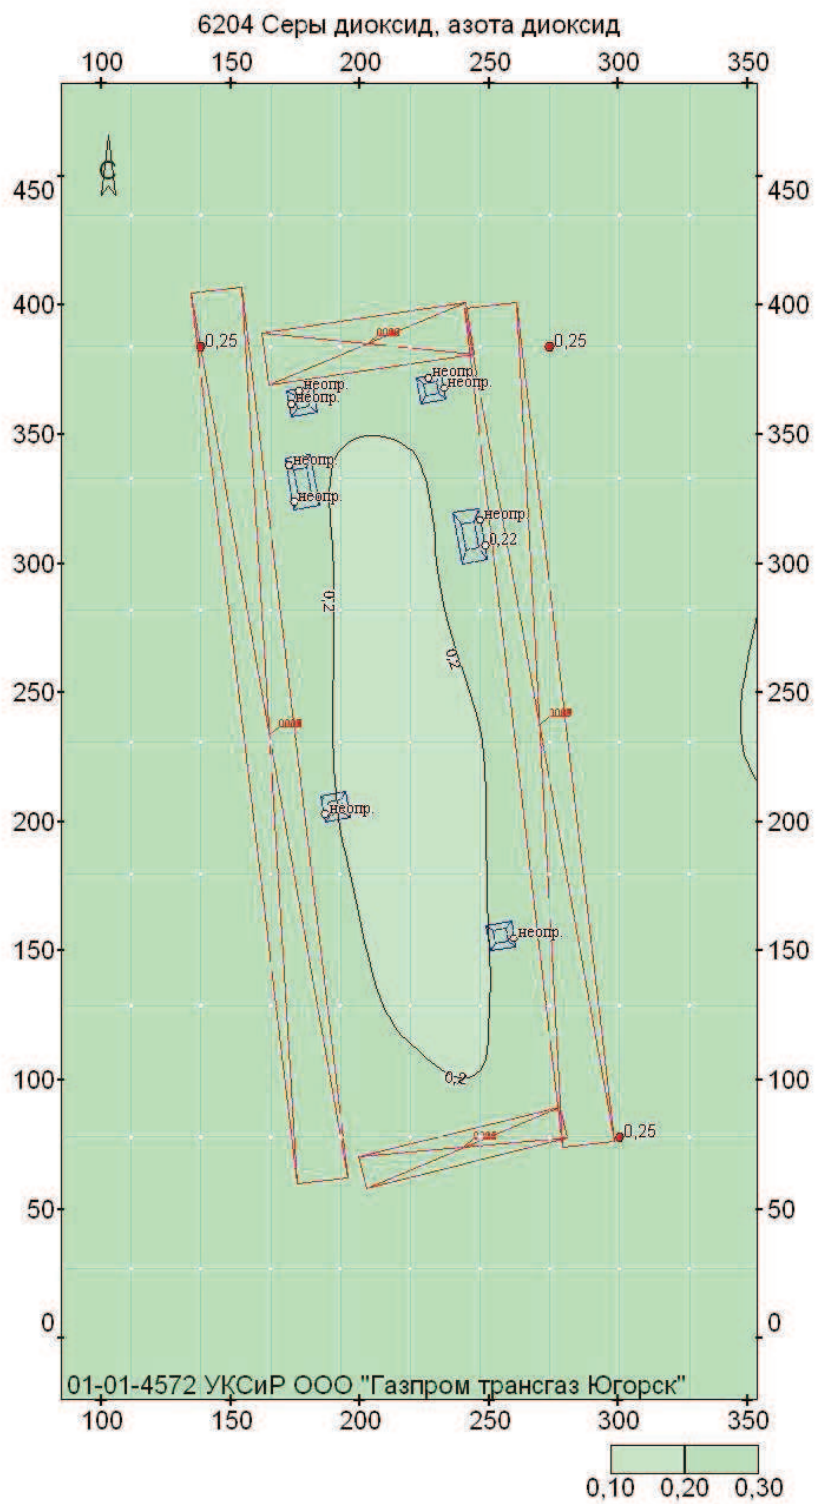 6204 Серы диоксид, азота диоксид
100 150 200 250 300 350
С
450 450
400 400
0,25 0,25
неопр. неопр.
неопр. неопр.
350 350
неопр.
неопр. неопр.
0,22
300 300
0,2
0,2
250 250
200 неопр. 200
неопр.
150 150
100 0,2 100
0,25
50 50
0 0
01-01-4572 УКСиР ООО "Газпром трансгаз Югорск"
100 150 200 250 300 350
0,10 0,20 0,30